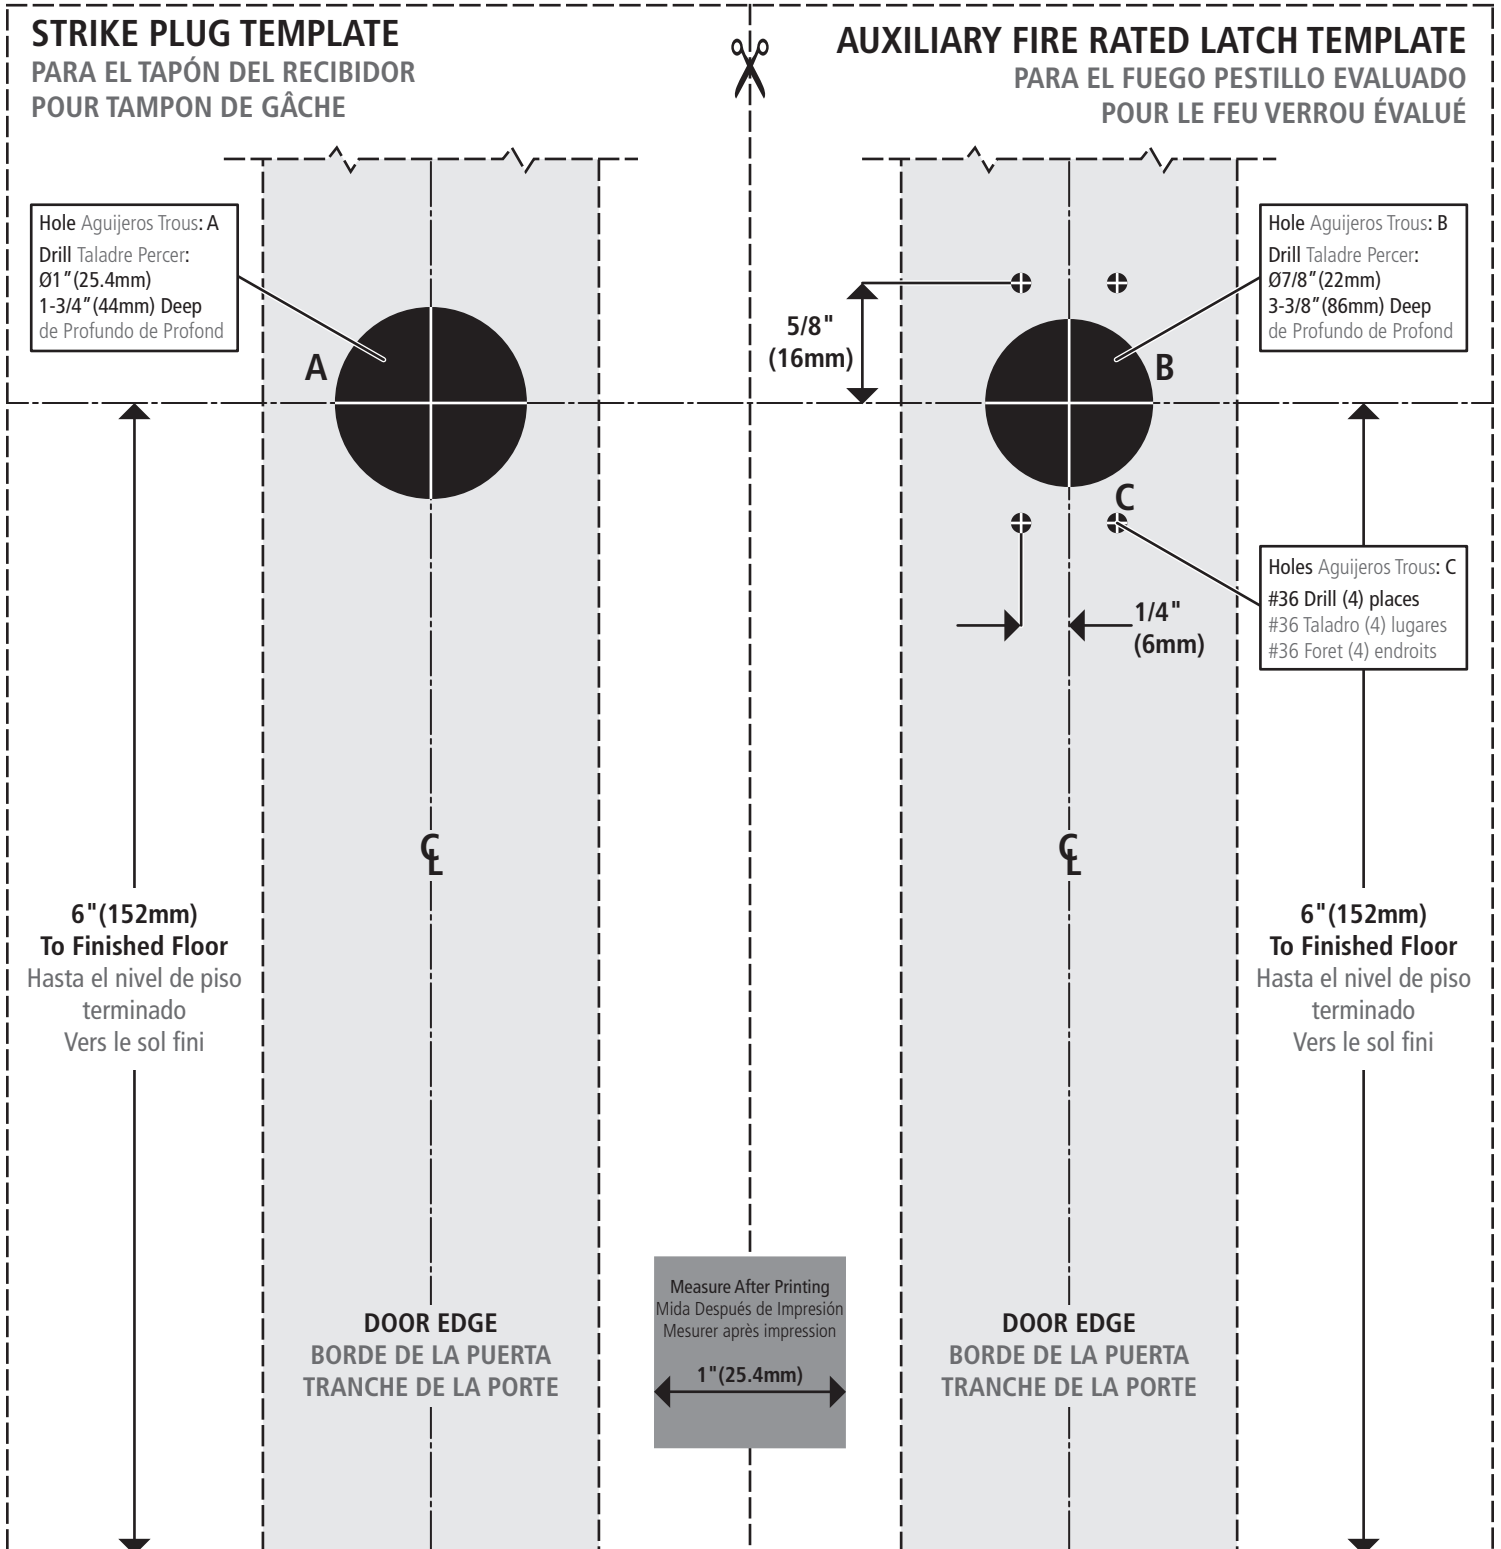 STRIKE PLUG TEMPLATE
PARA EL TAPÓN DEL RECIBIDOR
POUR TAMPON DE GÂCHE
AUXILIARY FIRE RATED LATCH TEMPLATE
PARA EL FUEGO PESTILLO EVALUADO
POUR LE FEU VERROU ÉVALUÉ
Hole Aguijeros Trous: A
Drill Taladre Percer:
Ø1"(25.4mm)
1-3/4"(44mm) Deep
de Profundo de Profond
A
5/8"
(16mm)
Hole Aguijeros Trous: B
Drill Taladre Percer:
Ø7/8"(22mm)
3-3/8"(86mm) Deep
de Profundo de Profond
B
C
Holes Aguijeros Trous: C
#36 Drill (4) places
#36 Taladro (4) lugares
#36 Foret (4) endroits
1/4"
(6mm)
℄
℄
6"(152mm)
To Finished Floor
Hasta el nivel de piso
terminado
Vers le sol fini
6"(152mm)
To Finished Floor
Hasta el nivel de piso
terminado
Vers le sol fini
DOOR EDGE
BORDE DE LA PUERTA
TRANCHE DE LA PORTE
Measure After Printing
Mida Después de Impresión
Mesurer après impression
1"(25.4mm)
DOOR EDGE
BORDE DE LA PUERTA
TRANCHE DE LA PORTE